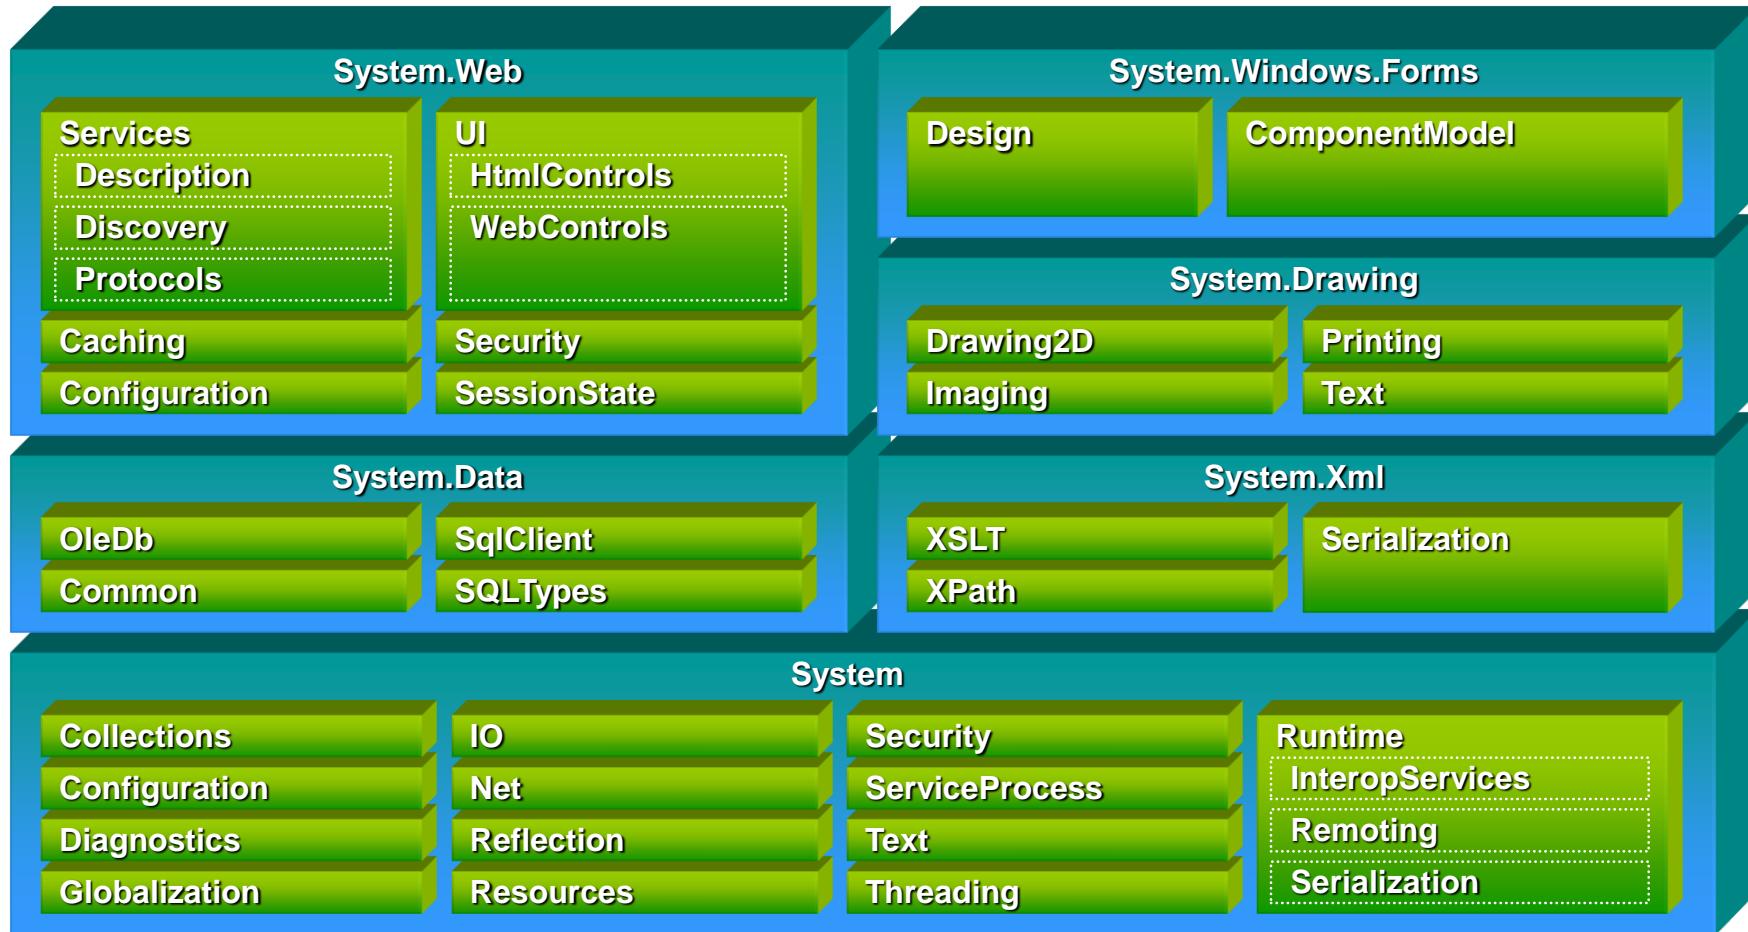 System.Web
Services
Description
Discovery
Protocols
UI
HtmlControls
WebControls
Caching
Security
Configuration
SessionState
System.Windows.Forms
Design
ComponentModel
System.Drawing
Drawing2D
Printing
Imaging
Text
System.Data
OleDb
SqlClient
Common
SQLTypes
System.Xml
XSLT
Serialization
XPath
System
Collections
Configuration
Diagnostics
Globalization
IO
Net
Reflection
Resources
Security
ServiceProcess
Text
Threading
Runtime
InteropServices
Remoting
Serialization